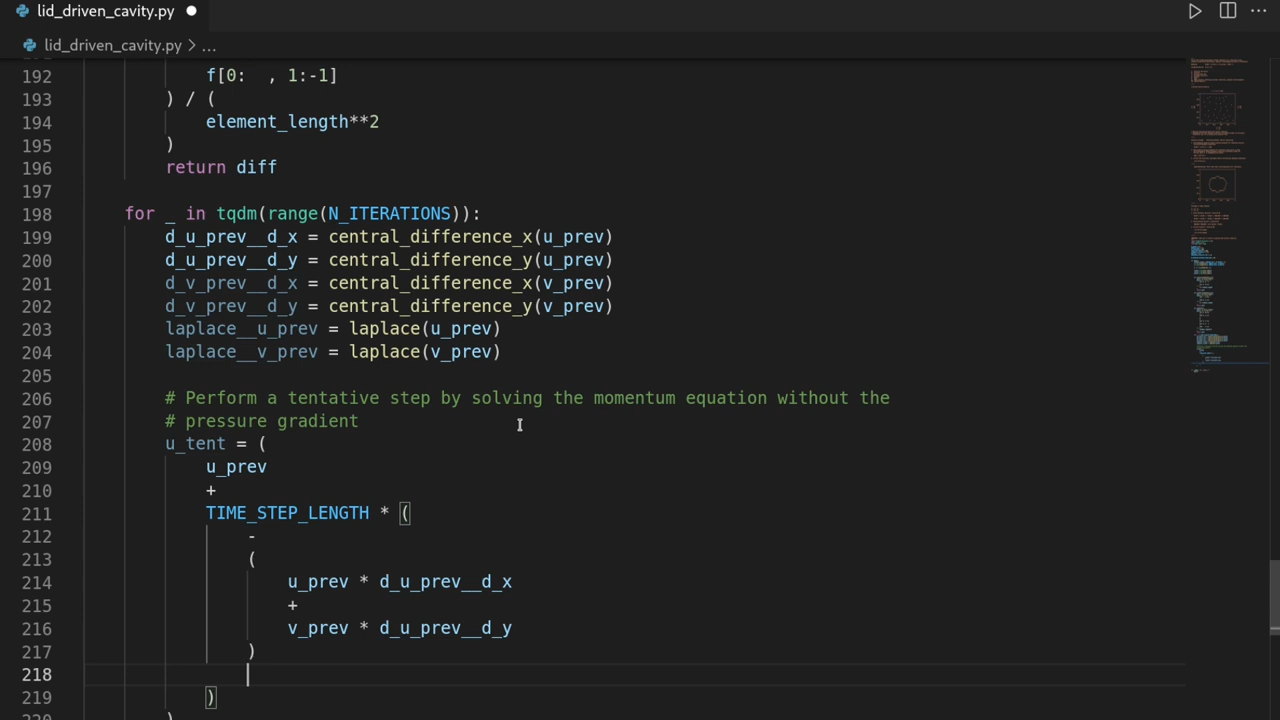 lid_driven_cavity.py
lid_driven_cavity.py > ...
192 f[0:  , 1:-1]
193 ) / (
194 element_length**2
195 )
196 return diff
197
198 for _ in tqdm(range(N_ITERATIONS)):
199 d_u_prev__d_x = central_difference_x(u_prev)
200 d_u_prev__d_y = central_difference_y(u_prev)
201 d_v_prev__d_x = central_difference_x(v_prev)
202 d_v_prev__d_y = central_difference_y(v_prev)
203 laplace__u_prev = laplace(u_prev)
204 laplace__v_prev = laplace(v_prev)
205
206 # Perform a tentative step by solving the momentum equation without the
207 # pressure gradient
208 u_tent = (
209 u_prev
210 +
211 TIME_STEP_LENGTH * (
212 -
213 (
214 u_prev * d_u_prev__d_x
215 +
216 v_prev * d_u_prev__d_y
217 )
218
219 )